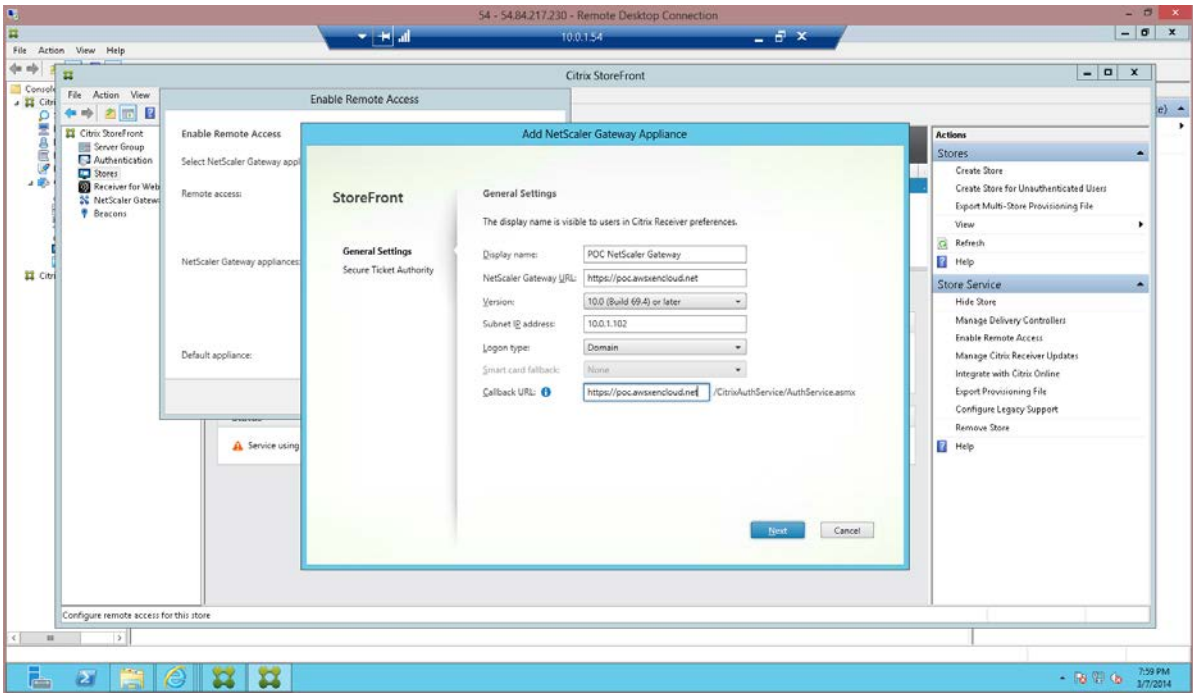 54 - 54.84.217.230 - Remote Desktop Connection
10.0.1.54
File Action View Help
Citrix StoreFront
File Action View
Citrix StoreFront
Server Group
Authentication
Stores
Receiver for Web
Beacons
Enable Remote Access
Enable Remote Access
Remote access:
NetScaler Gateway appliances:
Default appliance:
Service using
Add NetScaler Gateway Appliance
StoreFront
General Settings
Secure Ticket Authority
General Settings
The display name is visible to users in Citrix Receiver preferences.
Display name: POC NetScaler Gateway
NetScaler Gateway URL: https://poc.awsxencloud.net
Version: 10.0 (Build 69.4) or later
Subnet IP address: 10.0.1.102
Logon type: Domain
Smart card fallback: None
Callback URL: https://poc.awsxencloud.net /CitrixAuthService/AuthService.asmx
Next Cancel
Actions
Stores
Create Store
Create Store for Unauthenticated Users
Export Multi-Store Provisioning File
View
Refresh
Help
Store Service
Hide Store
Manage Delivery Controllers
Enable Remote Access
Manage Citrix Receiver Updates
Integrate with Citrix Online
Export Provisioning File
Configure Legacy Support
Remove Store
Help
Configure remote access for this store
7:59 PM
3/7/2014